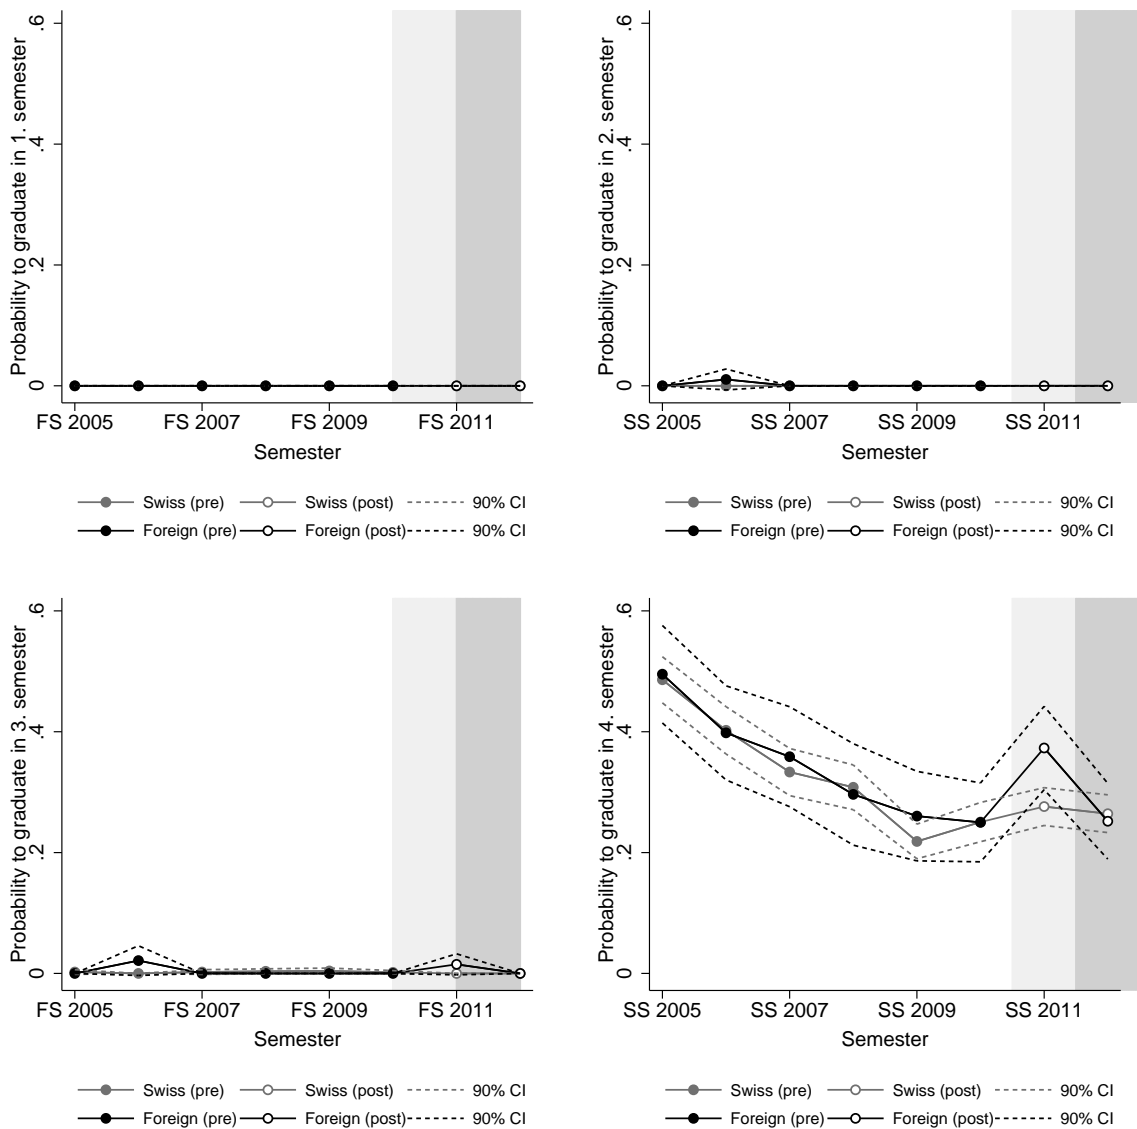 Probability to graduate in 1. semester
.6
.4
.2
0
FS 2005 FS 2007 FS 2009 FS 2011
Semester
Swiss (pre) Swiss (post) 90% CI
Foreign (pre) Foreign (post) 90% CI
Probability to graduate in 2. semester
.6
.4
.2
0
SS 2005 SS 2007 SS 2009 SS 2011
Semester
Swiss (pre) Swiss (post) 90% CI
Foreign (pre) Foreign (post) 90% CI
Probability to graduate in 3. semester
.6
.4
.2
0
FS 2005 FS 2007 FS 2009 FS 2011
Semester
Swiss (pre) Swiss (post) 90% CI
Foreign (pre) Foreign (post) 90% CI
Probability to graduate in 4. semester
.6
.4
.2
0
SS 2005 SS 2007 SS 2009 SS 2011
Semester
Swiss (pre) Swiss (post) 90% CI
Foreign (pre) Foreign (post) 90% CI